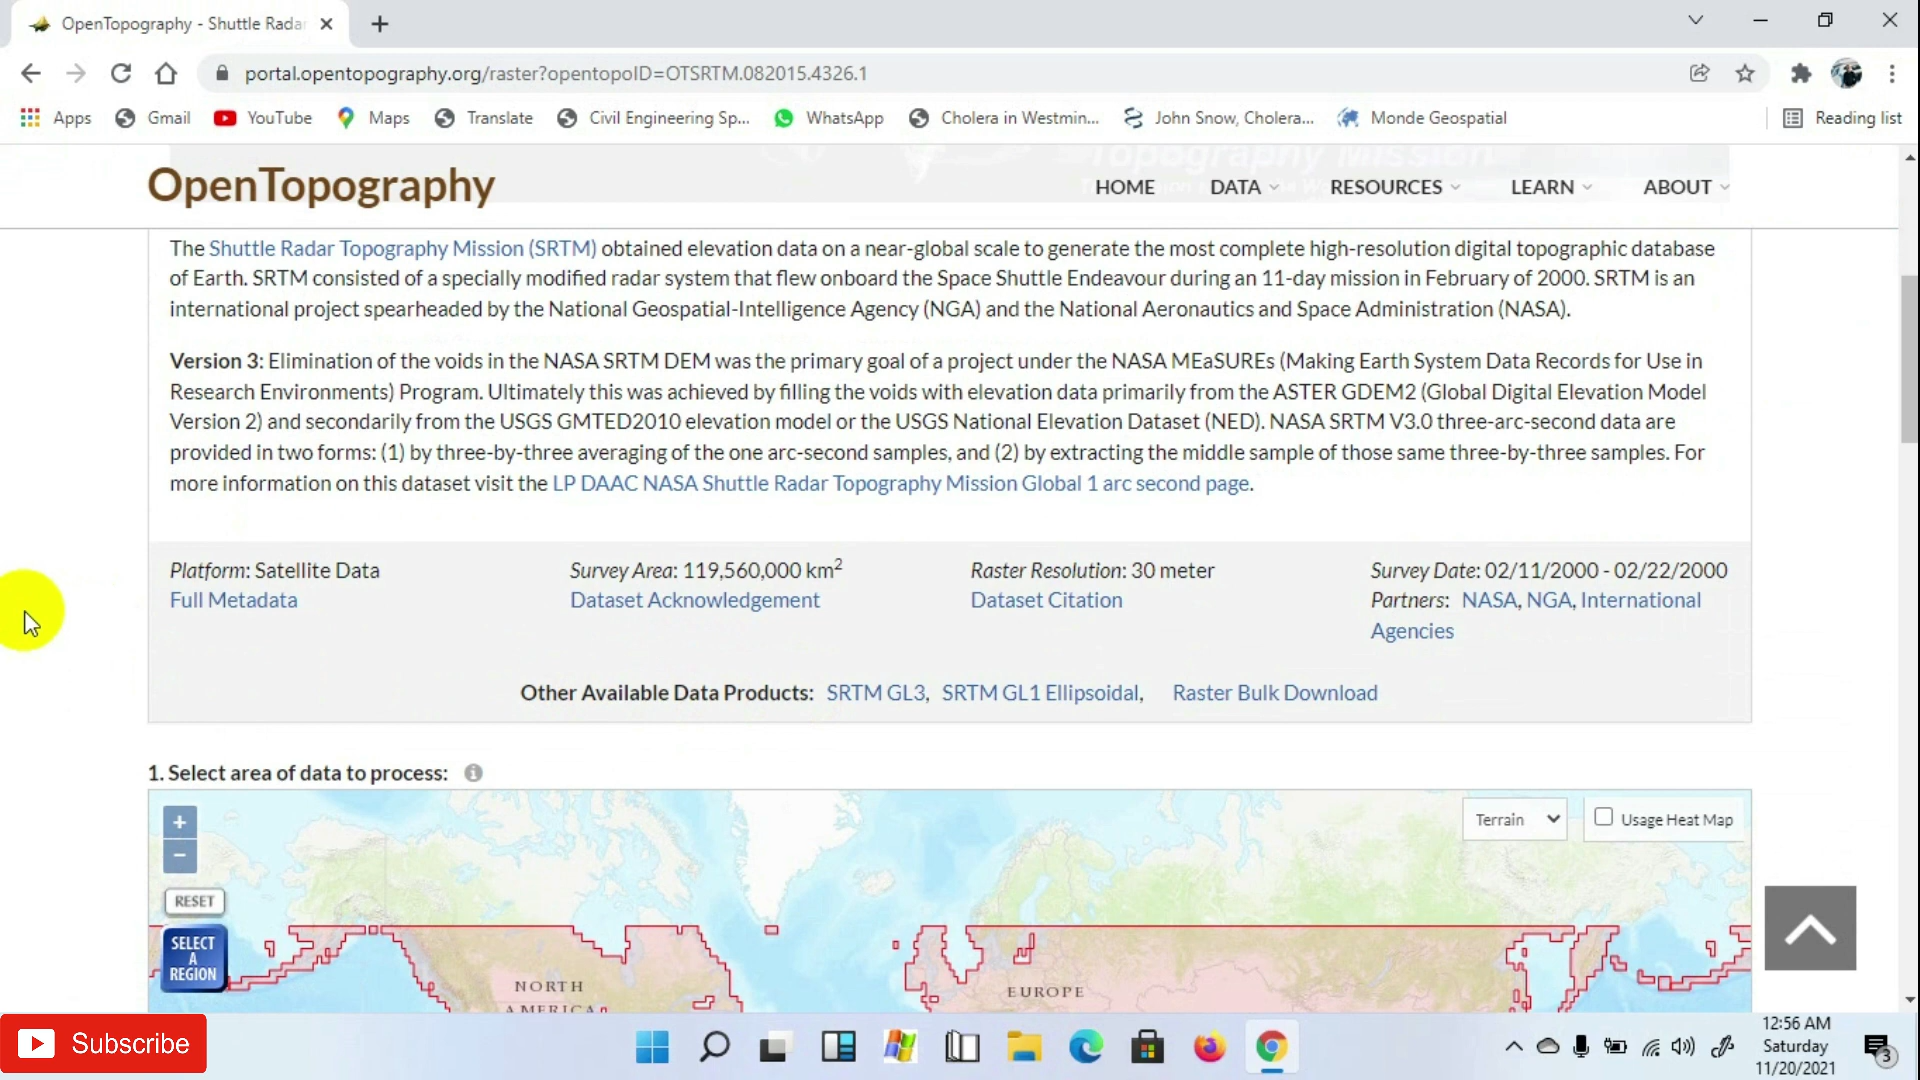 OpenTopography - Shuttle Radar
portal.opentopography.org/raster?opentopoID=OTSRTM.082015.4326.1
Apps Gmail YouTube Maps Translate Civil Engineering Sp... WhatsApp Cholera in Westmin... John Snow, Cholera... Monde Geospatial Reading list
Topography Mission
OpenTopography HOME DATA RESOURCES LEARN ABOUT
The Shuttle Radar Topography Mission (SRTM) obtained elevation data on a near-global scale to generate the most complete high-resolution digital topographic database
of Earth. SRTM consisted of a specially modified radar system that flew onboard the Space Shuttle Endeavour during an 11-day mission in February of 2000. SRTM is an
international project spearheaded by the National Geospatial-Intelligence Agency (NGA) and the National Aeronautics and Space Administration (NASA).
Version 3: Elimination of the voids in the NASA SRTM DEM was the primary goal of a project under the NASA MEaSUREs (Making Earth System Data Records for Use in
Research Environments) Program. Ultimately this was achieved by filling the voids with elevation data primarily from the ASTER GDEM2 (Global Digital Elevation Model
Version 2) and secondarily from the USGS GMTED2010 elevation model or the USGS National Elevation Dataset (NED). NASA SRTM V3.0 three-arc-second data are
provided in two forms: (1) by three-by-three averaging of the one arc-second samples, and (2) by extracting the middle sample of those same three-by-three samples. For
more information on this dataset visit the LP DAAC NASA Shuttle Radar Topography Mission Global 1 arc second page.
Platform: Satellite Data Survey Area: 119,560,000 km2 Raster Resolution: 30 meter Survey Date: 02/11/2000 - 02/22/2000
Full Metadata Dataset Acknowledgement Dataset Citation Partners: NASA, NGA, International
Agencies
Other Available Data Products: SRTM GL3, SRTM GL1 Ellipsoidal, Raster Bulk Download
1. Select area of data to process:
+
Terrain Usage Heat Map
-
RESET
SELECT
A
REGION
NORTH
AMERICA
EUROPE
Subscribe
12:56 AM
Saturday
11/20/2021
3